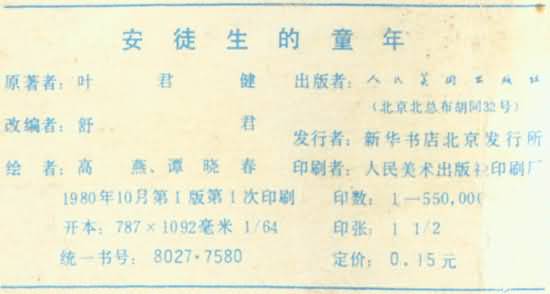 安徒生的童年
原著者：叶君健 出版者：人民美术出版社
（北京北总布胡同32号）
改编者：舒君 发行者：新华书店北京发行所
绘者：高燕、谭晓春 印刷者：人民美术出版社印刷厂
1980年10月第1版第1次印刷 印数：1—550,000
开本：787×1092毫米 1/64 印张：1 1/2
统一书号：8027·7580 定价：0.15元